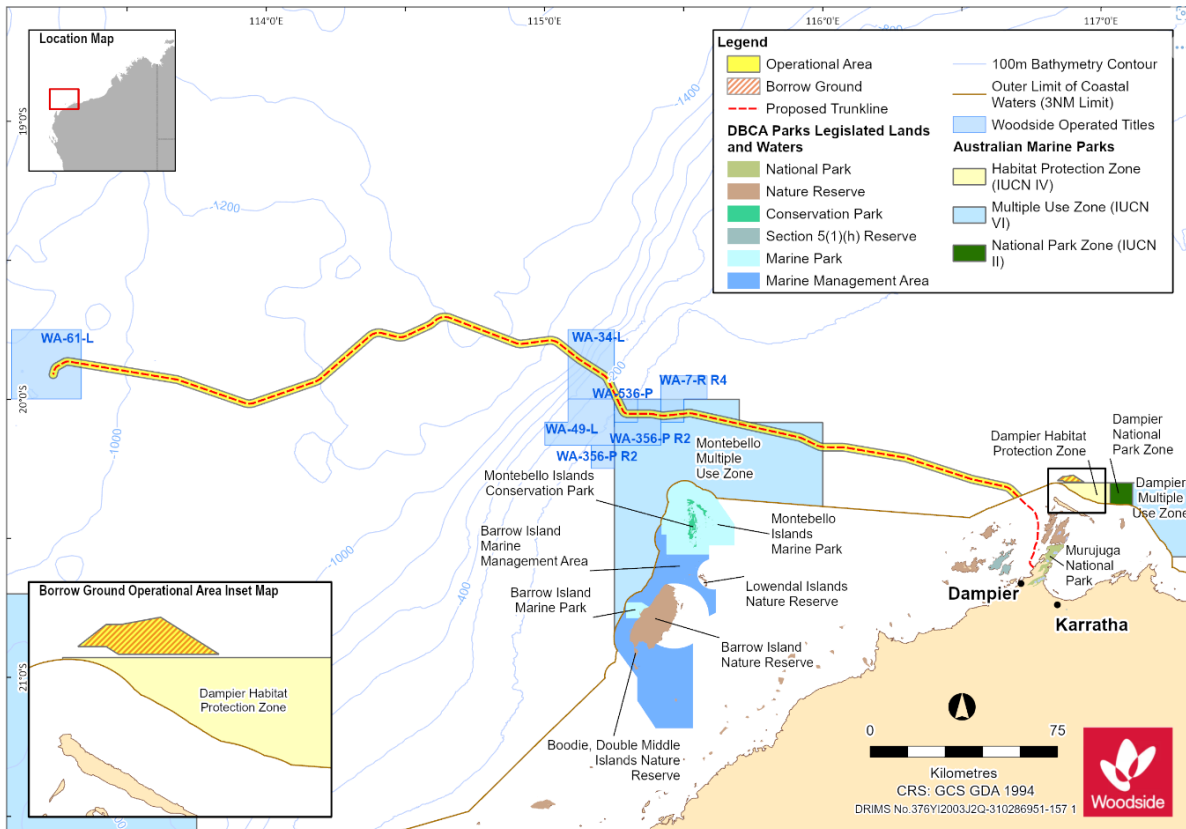 114°0'E
115°0'E
116°0'E
117°0'E
Location Map
19°0'S
20°0'S
21°0'S
Legend
Operational Area
Borrow Ground
Proposed Trunkline
DBCA Parks Legislated Lands
and Waters
National Park
Nature Reserve
Conservation Park
Section 5(1)(h) Reserve
Marine Park
Marine Management Area
100m Bathymetry Contour
Outer Limit of Coastal
Waters (3NM Limit)
Woodside Operated Titles
Australian Marine Parks
Habitat Protection Zone
(IUCN IV)
Multiple Use Zone (IUCN
VI)
National Park Zone (IUCN
II)
-1400
-1200
-200
-1000
-1000
-400
WA-61-L
WA-34-L
WA-7-R R4
WA-536-P
WA-49-L
WA-356-P R2
WA-356-P R2
Montebello
Multiple
Use Zone
Dampier Habitat
Protection Zone
Dampier
National
Park Zone
Dampier
Multiple
Use Zone
Montebello Islands
Conservation Park
Barrow Island
Marine
Management Area
Barrow Island
Marine Park
Montebello
Islands
Marine Park
Lowendal Islands
Nature Reserve
Barrow Island
Nature Reserve
Boodie, Double Middle
Islands Nature
Reserve
Murujuga
National
Park
Dampier
Karratha
Borrow Ground Operational Area Inset Map
Dampier Habitat
Protection Zone
0
75
Kilometres
CRS: GCS GDA 1994
DRIMS No.376YI2003J2Q-310286951-157 1
Woodside